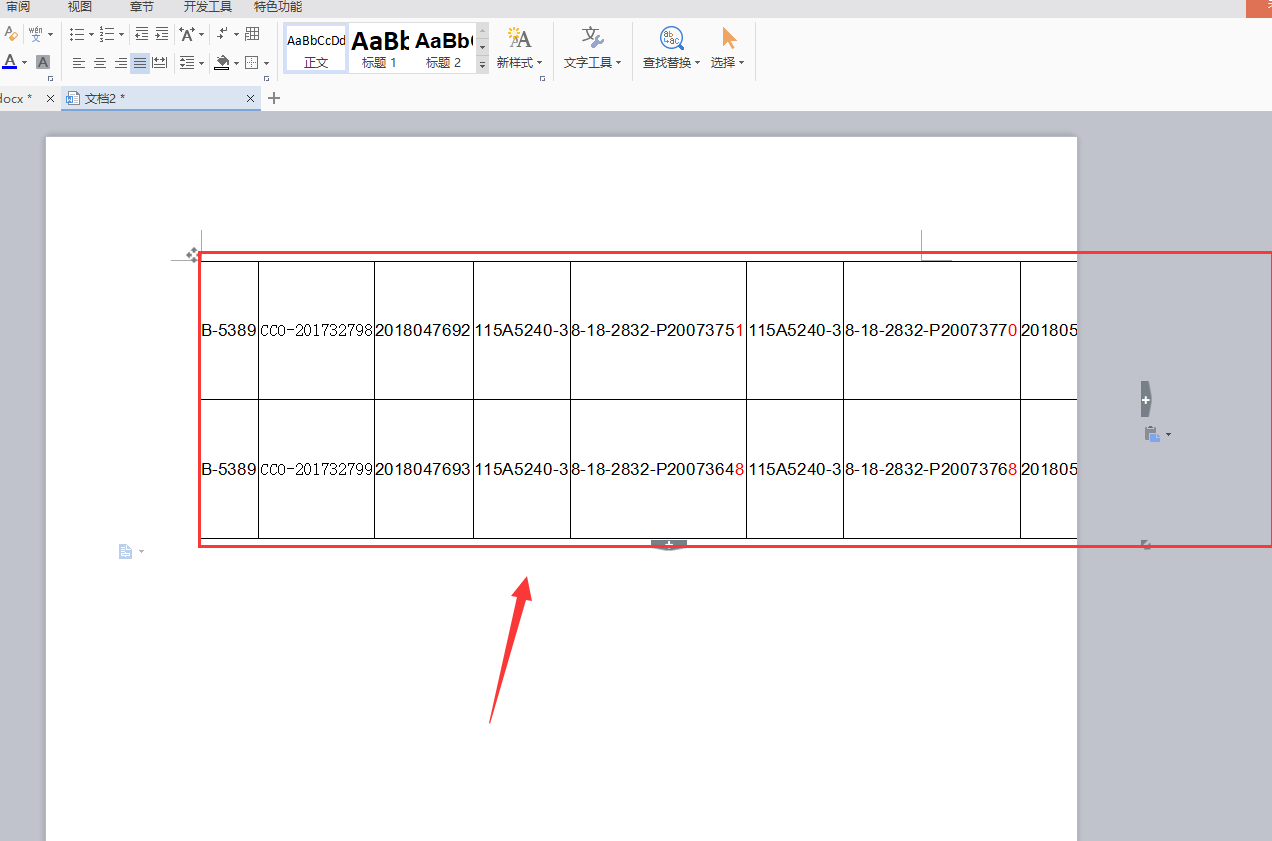 审阅 视图 章节 开发工具 特色功能
wén
文
AaBbCcDd AaBb AaBb
正文 标题 1 标题 2 新样式 文字工具 查找替换 选择
docx * 文档2 *
B-5389 CCO-201732798 2018047692 115A5240-3 8-18-2832-P20073751 115A5240-3 8-18-2832-P20073770 201805
B-5389 CCO-201732799 2018047693 115A5240-3 8-18-2832-P20073648 115A5240-3 8-18-2832-P20073768 201805